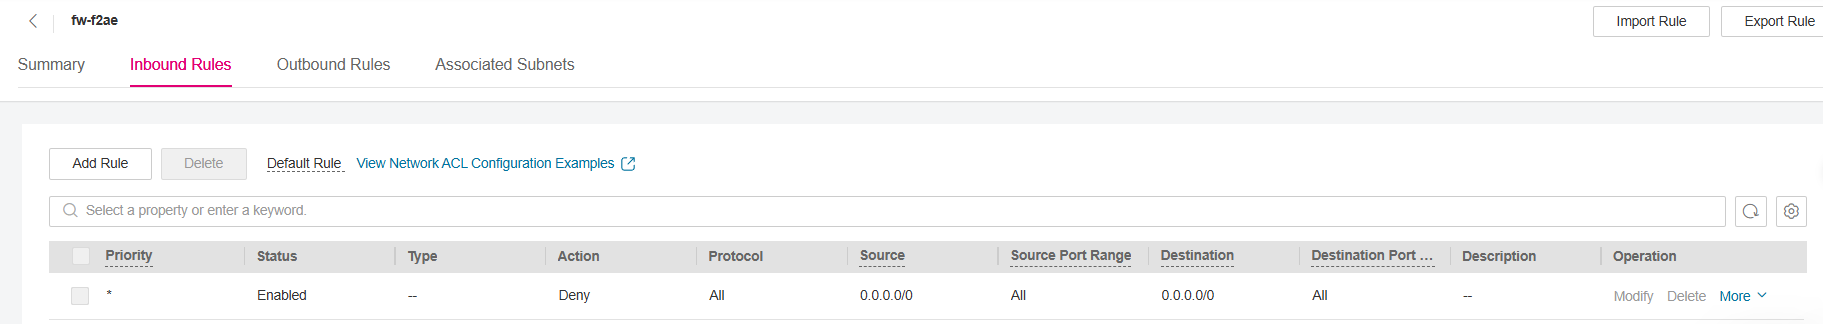 fw-f2ae
Import Rule Export Rule
Summary Inbound Rules Outbound Rules Associated Subnets
Add Rule Delete Default Rule View Network ACL Configuration Examples
Select a property or enter a keyword.
Priority Status Type Action Protocol Source Source Port Range Destination Destination Port ... Description Operation
* Enabled -- Deny All 0.0.0.0/0 All 0.0.0.0/0 All -- Modify Delete More